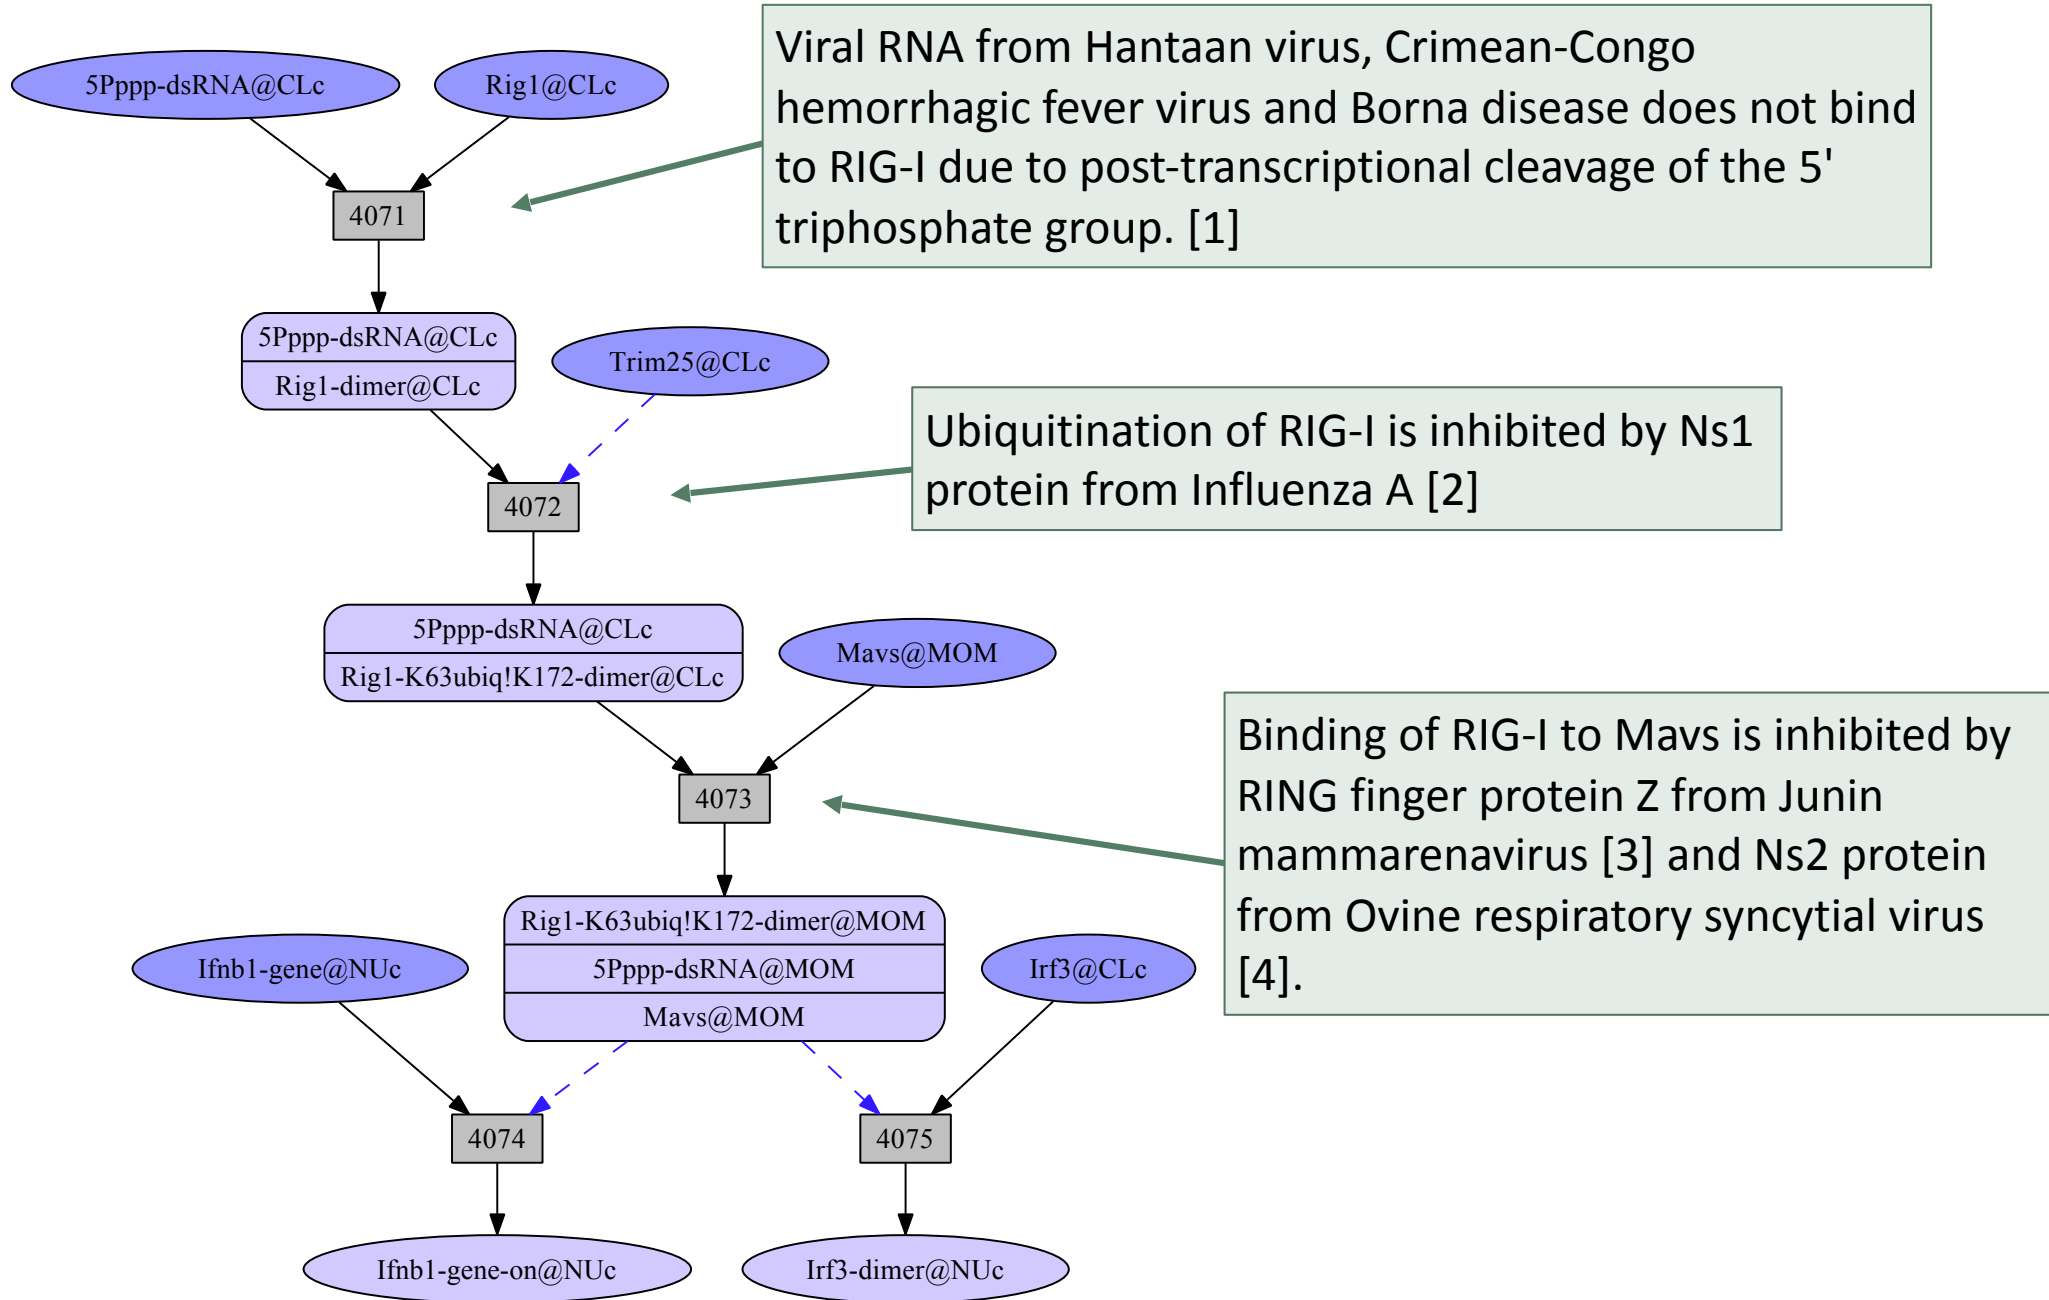 5Pppp-dsRNA@CLc
Rig1@CLc
Viral RNA from Hantaan virus, Crimean-Congo
hemorrhagic fever virus and Borna disease does not bind
to RIG-I due to post-transcriptional cleavage of the 5'
triphosphate group. [1]
4071
5Pppp-dsRNA@CLc
Rig1-dimer@CLc
Trim25@CLc
Ubiquitination of RIG-I is inhibited by Ns1
protein from Influenza A [2]
4072
5Pppp-dsRNA@CLc
Rig1-K63ubiq!K172-dimer@CLc
Mavs@MOM
Binding of RIG-I to Mavs is inhibited by
RING finger protein Z from Junin
mammarenavirus [3] and Ns2 protein
from Ovine respiratory syncytial virus
[4].
4073
Rig1-K63ubiq!K172-dimer@MOM
5Pppp-dsRNA@MOM
Mavs@MOM
Ifnb1-gene@NUc
Irf3@CLc
4074
4075
Ifnb1-gene-on@NUc
Irf3-dimer@NUc